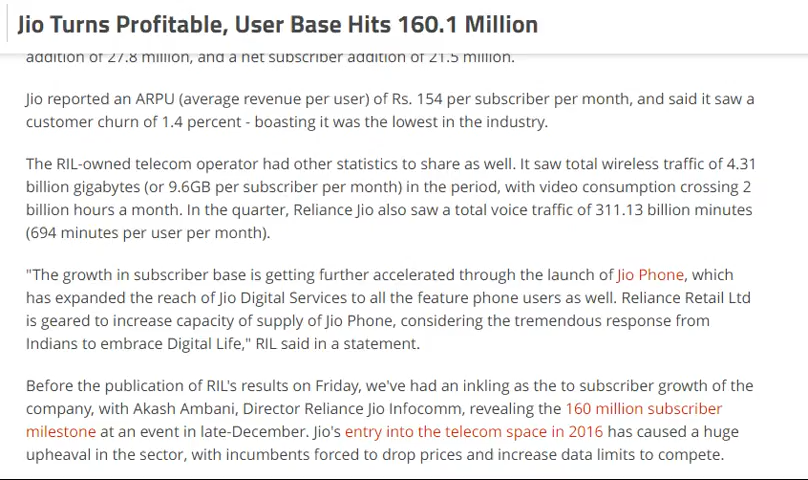 Jio Turns Profitable, User Base Hits 160.1 Million
addition of 27.8 million, and a net subscriber addition of 21.5 million.
Jio reported an ARPU (average revenue per user) of Rs. 154 per subscriber per month, and said it saw a
customer churn of 1.4 percent - boasting it was the lowest in the industry.
The RIL-owned telecom operator had other statistics to share as well. It saw total wireless traffic of 4.31
billion gigabytes (or 9.6GB per subscriber per month) in the period, with video consumption crossing 2
billion hours a month. In the quarter, Reliance Jio also saw a total voice traffic of 311.13 billion minutes
(694 minutes per user per month).
"The growth in subscriber base is getting further accelerated through the launch of Jio Phone, which
has expanded the reach of Jio Digital Services to all the feature phone users as well. Reliance Retail Ltd
is geared to increase capacity of supply of Jio Phone, considering the tremendous response from
Indians to embrace Digital Life," RIL said in a statement.
Before the publication of RIL's results on Friday, we've had an inkling as the to subscriber growth of the
company, with Akash Ambani, Director Reliance Jio Infocomm, revealing the 160 million subscriber
milestone at an event in late-December. Jio's entry into the telecom space in 2016 has caused a huge
upheaval in the sector, with incumbents forced to drop prices and increase data limits to compete.